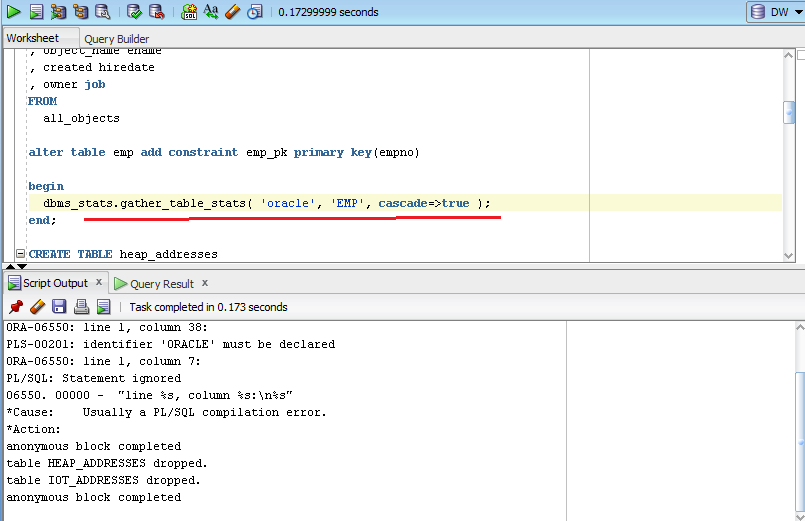 SQL
Aa
0.17299999 seconds
DW
Worksheet
Query Builder
, object_name ename
, created hiredate
, owner job
FROM
all_objects
alter table emp add constraint emp_pk primary key(empno)
begin
dbms_stats.gather_table_stats( 'oracle', 'EMP', cascade=>true );
end;
CREATE TABLE heap_addresses
Script Output x
Query Result x
Task completed in 0.173 seconds
ORA-06550: line 1, column 38:
PLS-00201: identifier 'ORACLE' must be declared
ORA-06550: line 1, column 7:
PL/SQL: Statement ignored
06550. 00000 - "line %s, column %s:\n%s"
*Cause: Usually a PL/SQL compilation error.
*Action:
anonymous block completed
table HEAP_ADDRESSES dropped.
table IOT_ADDRESSES dropped.
anonymous block completed